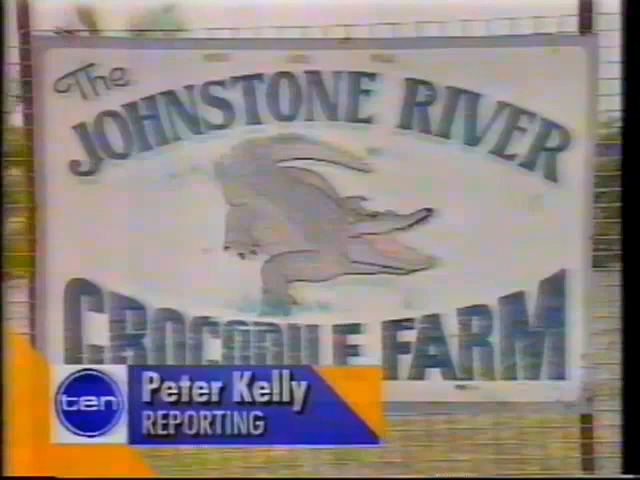 The
JOHNSTONE RIVER
CROCODILE FARM
ten
Peter Kelly
REPORTING